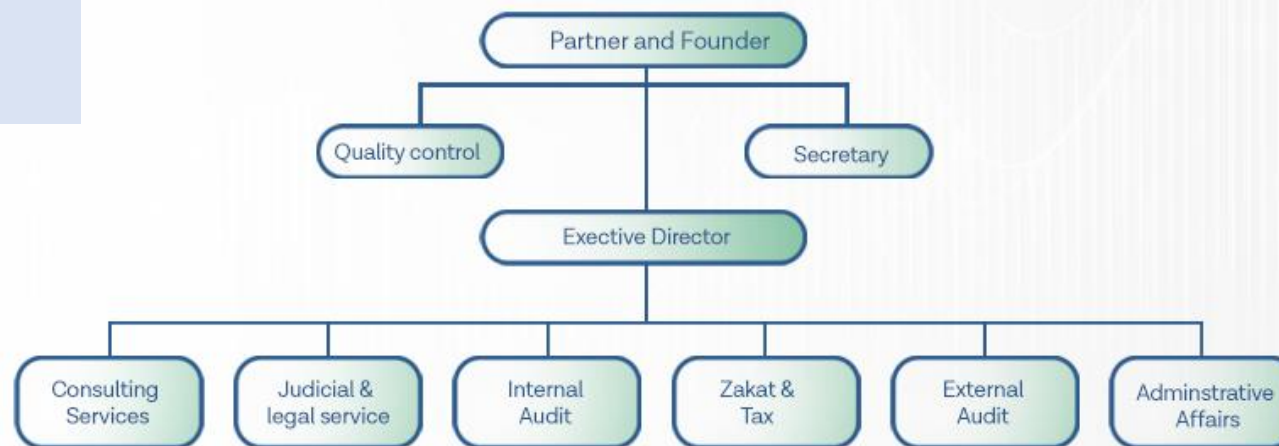 Partner and Founder
Quality control
Secretary
Exective Director
Consulting
Services
Judicial &
legal service
Internal
Audit
Zakat &
Tax
External
Audit
Adminstrative
Affairs